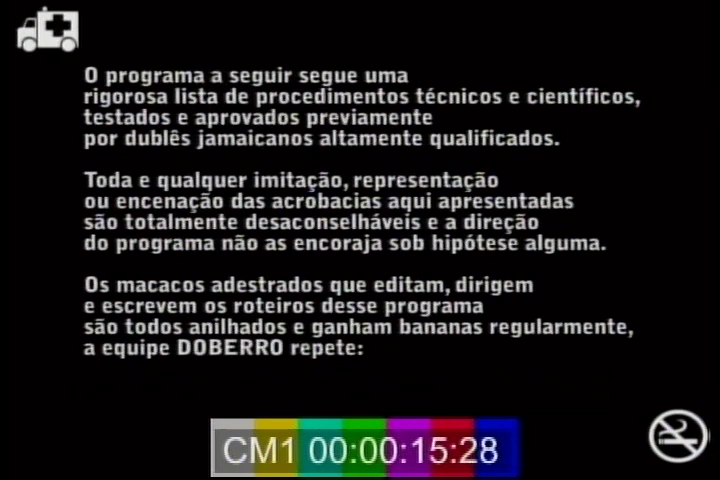 O programa a seguir segue uma
rigorosa lista de procedimentos técnicos e científicos,
testados e aprovados previamente
por dublês jamaicanos altamente qualificados.
Toda e qualquer imitação, representação
ou encenação das acrobacias aqui apresentadas
são totalmente desaconselháveis e a direção
do programa não as encoraja sob hipótese alguma.
Os macacos adestrados que editam, dirigem
e escrevem os roteiros desse programa
são todos anilhados e ganham bananas regularmente,
a equipe DOBERRO repete:
CM1 00:00:15:28